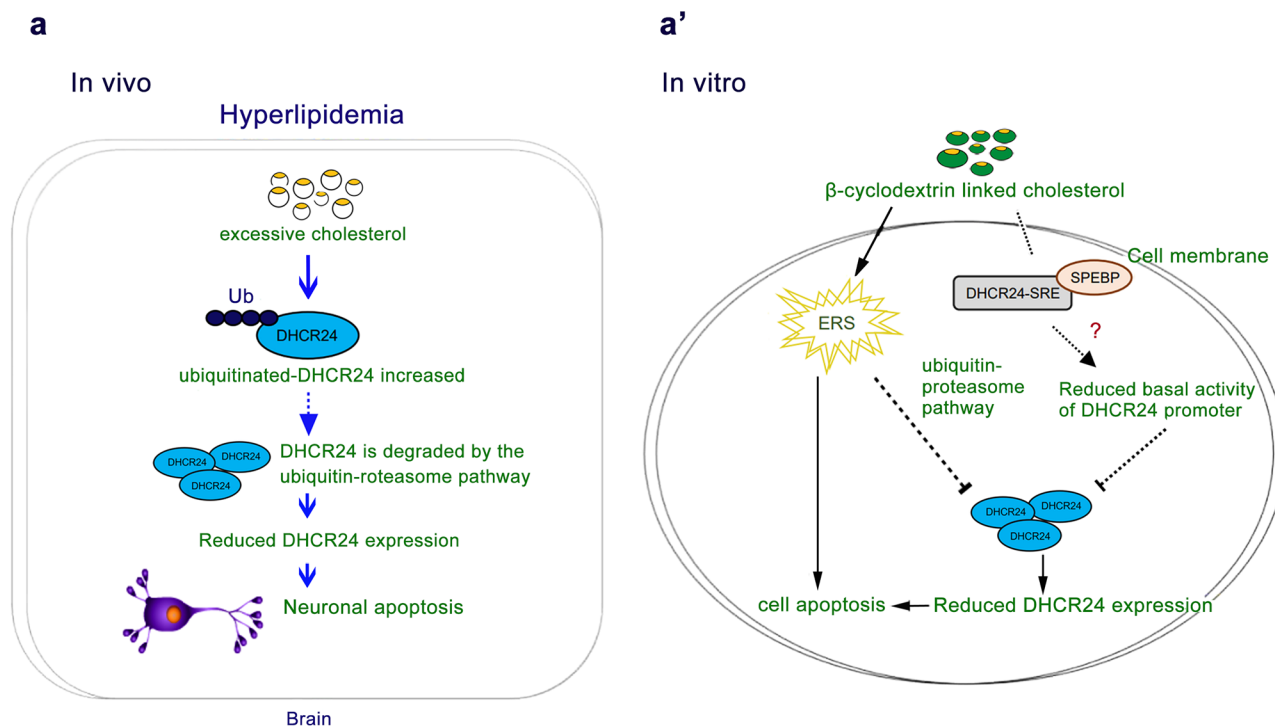 a
In vivo
Hyperlipidemia
excessive cholesterol
Ub
DHCR24
ubiquitinated-DHCR24 increased
DHCR24
DHCR24
DHCR24
DHCR24 is degraded by the
ubiquitin-roteasome pathway
Reduced DHCR24 expression
Neuronal apoptosis
Brain
a’
In vitro
β-cyclodextrin linked cholesterol
Cell membrane
SPEBP
DHCR24-SRE
ERS
?
ubiquitin-
proteasome
pathway
Reduced basal activity
of DHCR24 promoter
DHCR24
DHCR24
DHCR24
cell apoptosis
Reduced DHCR24 expression